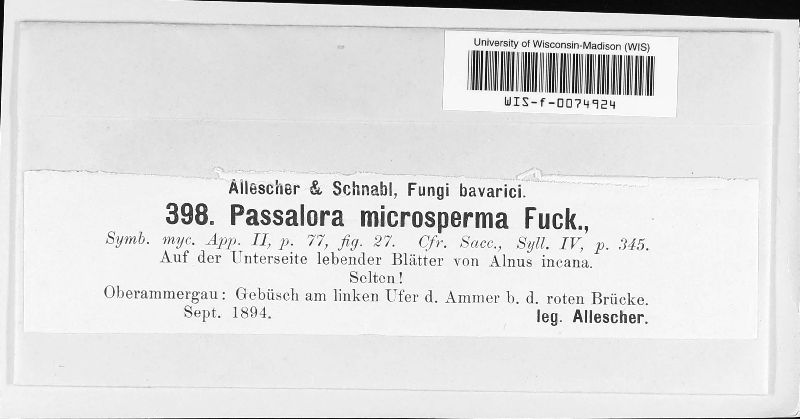 University of Wisconsin-Madison (WIS)
WIS-f-0074924
Allescher & Schnabl, Fungi bavarici.
398. Passalora microsperma Fuck.,
Symb. myc. App. II, p. 77, fig. 27. Cfr. Sacc., Syll. IV, p. 345.
Auf der Unterseite lebender Blätter von Alnus incana.
Selten!
Oberammergau: Gebüsch am linken Ufer d. Ammer b. d. roten Brücke.
Sept. 1894. leg. Allescher.